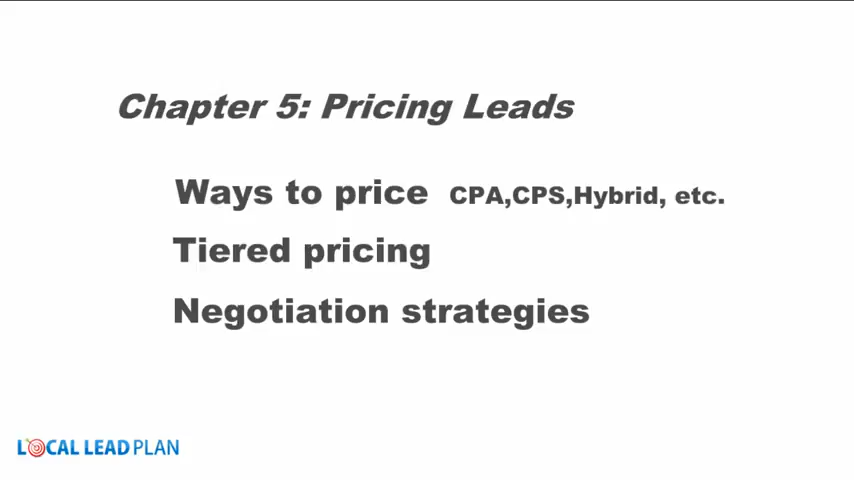 Chapter 5: Pricing Leads
Ways to price CPA,CPS,Hybrid, etc.
Tiered pricing
Negotiation strategies
LOCAL LEAD PLAN